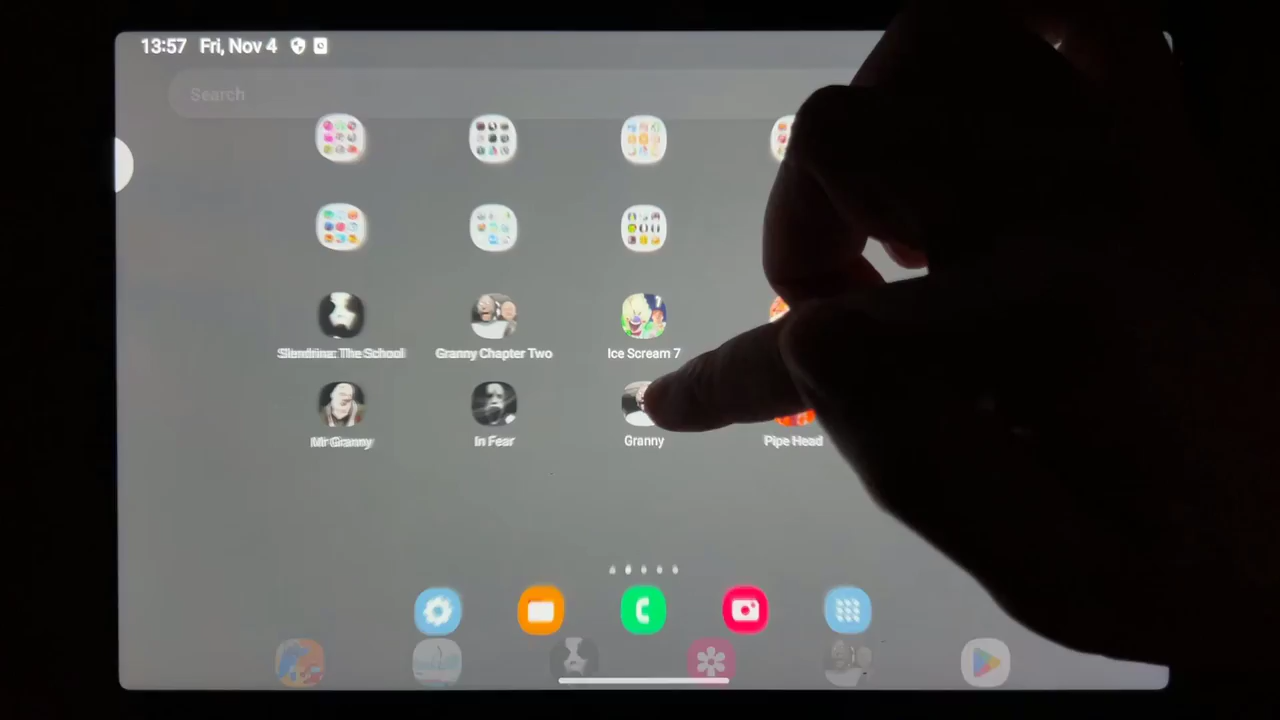 13:57 Fri, Nov 4
Search
Slendrina: The School Granny Chapter Two Ice Scream 7
Mr Granny In Fear Granny Pipe Head